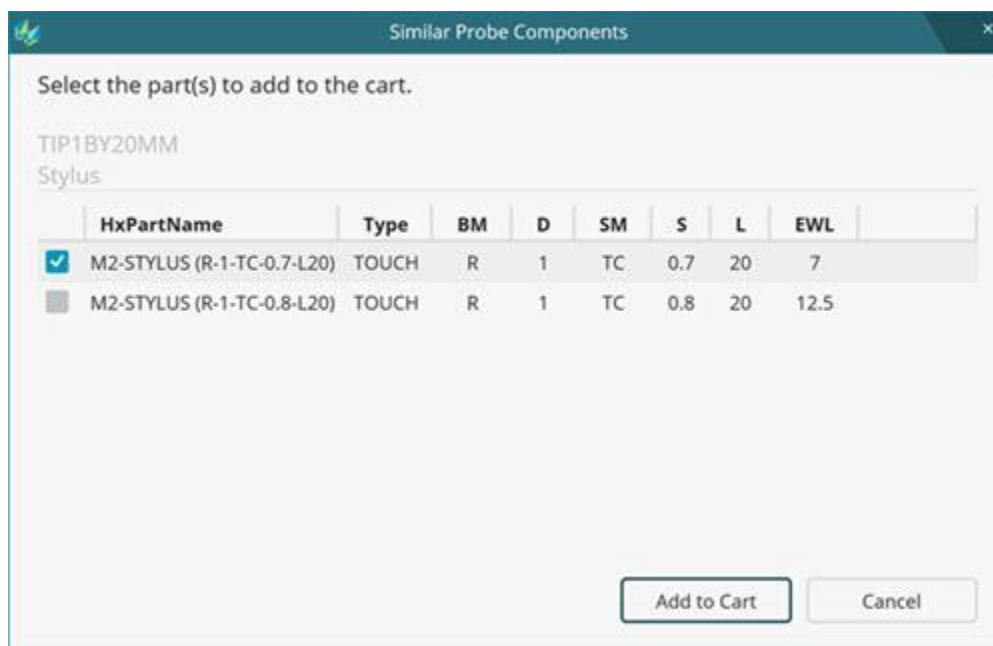 Similar Probe Components
Select the part(s) to add to the cart.
TIP1BY20MM
Stylus
HxPartName Type BM D SM S L EWL
M2-STYLUS (R-1-TC-0.7-L20) TOUCH R 1 TC 0.7 20 7
M2-STYLUS (R-1-TC-0.8-L20) TOUCH R 1 TC 0.8 20 12.5
Add to Cart Cancel